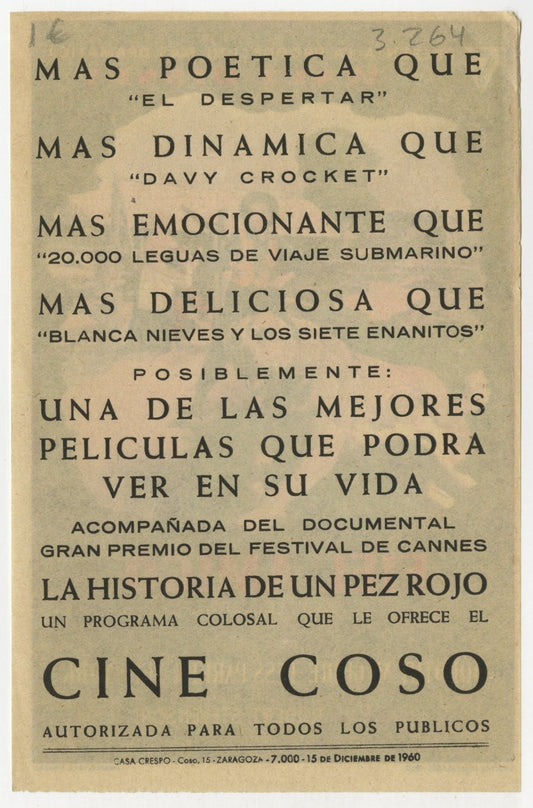 1 €
3.264
MAS POETICA QUE
"EL DESPERTAR"
MAS DINAMICA QUE
"DAVY CROCKET"
MAS EMOCIONANTE QUE
"20.000 LEGUAS DE VIAJE SUBMARINO"
MAS DELICIOSA QUE
"BLANCA NIEVES Y LOS SIETE ENANITOS"
POSIBLEMENTE:
UNA DE LAS MEJORES
PELICULAS QUE PODRA
VER EN SU VIDA
ACOMPAÑADA DEL DOCUMENTAL
GRAN PREMIO DEL FESTIVAL DE CANNES
LA HISTORIA DE UN PEZ ROJO
UN PROGRAMA COLOSAL QUE LE OFRECE EL
CINE COSO
AUTORIZADA PARA TODOS LOS PUBLICOS
CASA CRESPO - Coso, 15 - ZARAGOZA - 7.000 - 15 DE DICIEMBRE DE 1960